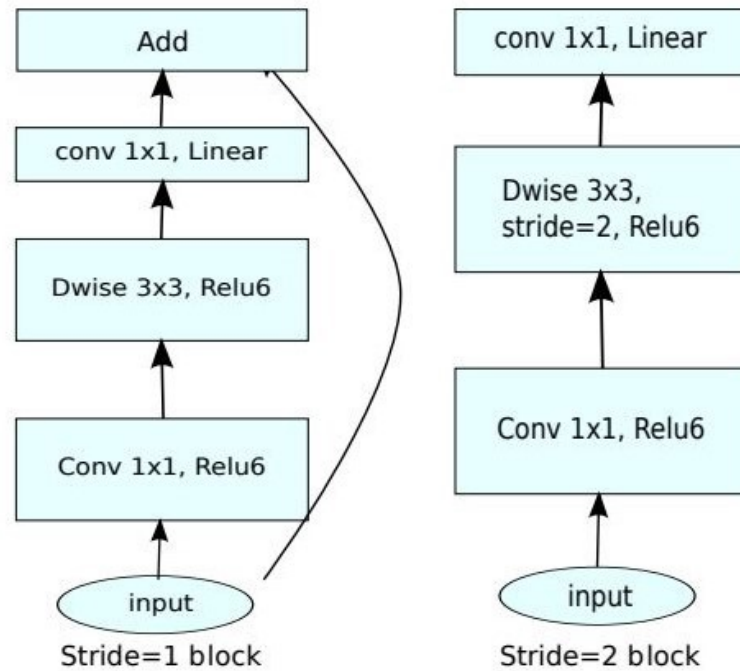 Add
conv 1x1, Linear
Dwise 3x3, Relu6
Conv 1x1, Relu6
input
Stride=1 block
conv 1x1, Linear
Dwise 3x3,
stride=2, Relu6
Conv 1x1, Relu6
input
Stride=2 block